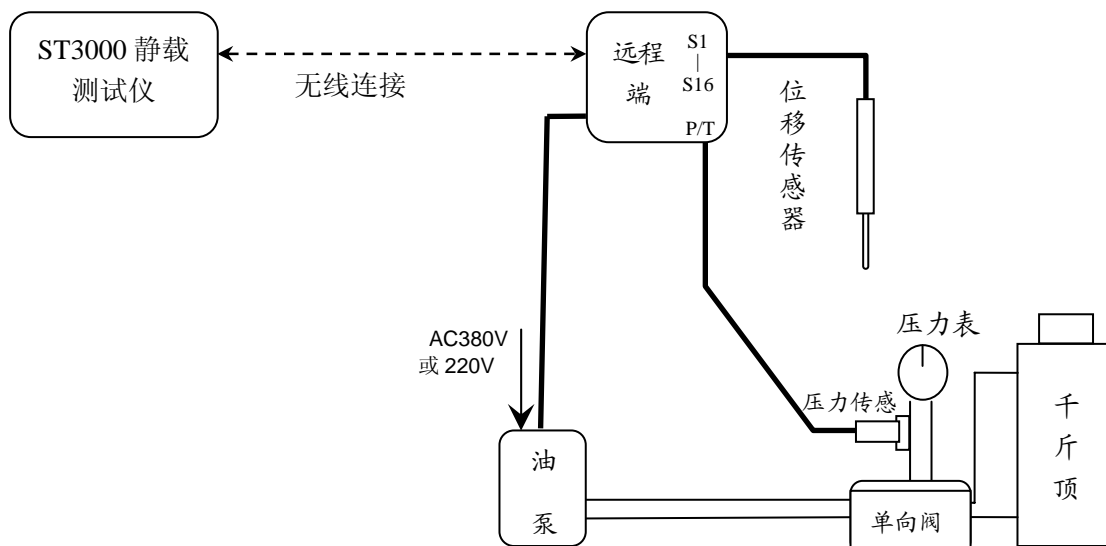 ST3000 静载
测试仪
无线连接
远程
端
S1
|
S16
P/T
位
移
传
感
器
AC380V
或 220V
压力表
压力传感
油
泵
单向阀
千
斤
顶